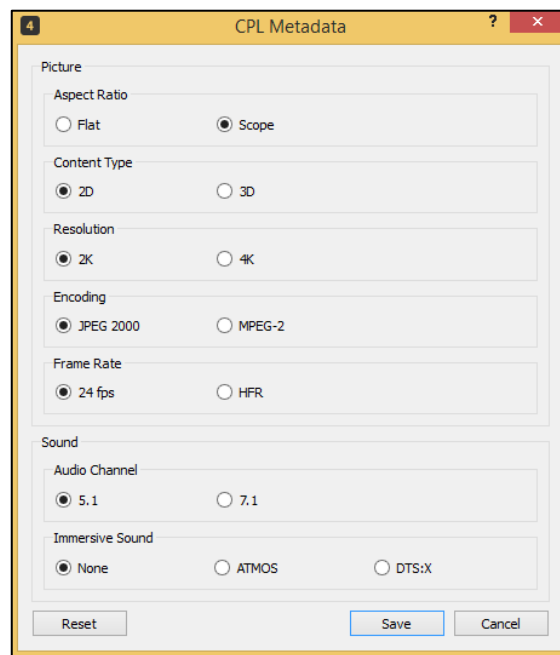 4 CPL Metadata ? ×
Picture
Aspect Ratio
Flat Scope
Content Type
2D 3D
Resolution
2K 4K
Encoding
JPEG 2000 MPEG-2
Frame Rate
24 fps HFR
Sound
Audio Channel
5.1 7.1
Immersive Sound
None ATMOS DTS:X
Reset Save Cancel